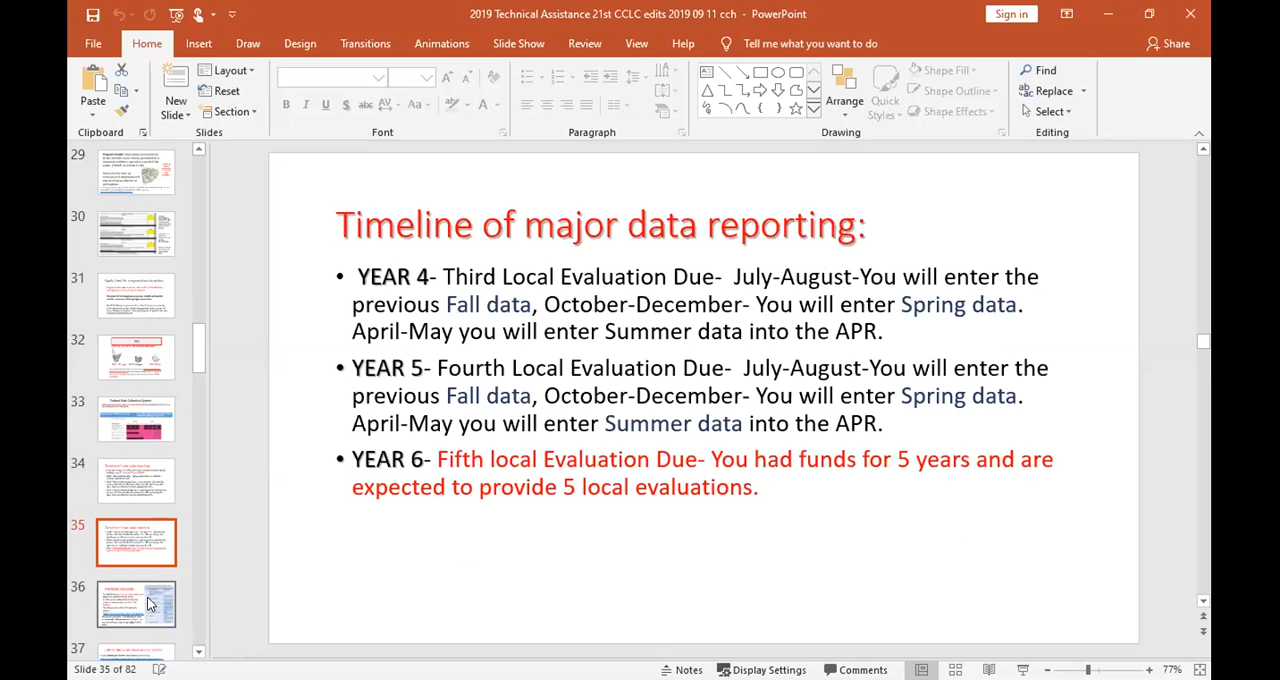 2019 Technical Assistance 21st CCLC edits 2019 09 11 cch - PowerPoint
Sign in
File Home Insert Draw Design Transitions Animations Slide Show Review View Help Tell me what you want to do Share
Paste
Clipboard
New Slide
Layout
Reset
Section
Slides
B I U S abc AV Aa A
Font
Paragraph
Arrange
Quick Styles
Shape Fill
Shape Outline
Shape Effects
Drawing
Find
Replace
Select
Editing
29
30
31
32
33
34
35
36
37
Timeline of major data reporting:
• YEAR 4- Third Local Evaluation Due- July-August-You will enter the
previous Fall data, October-December- You will enter Spring data.
April-May you will enter Summer data into the APR.
• YEAR 5- Fourth Local Evaluation Due- July-August-You will enter the
previous Fall data, October-December- You will enter Spring data.
April-May you will enter Summer data into the APR.
• YEAR 6- Fifth local Evaluation Due- You had funds for 5 years and are
expected to provide 5 local evaluations.
Slide 35 of 82
Notes Display Settings Comments 77%